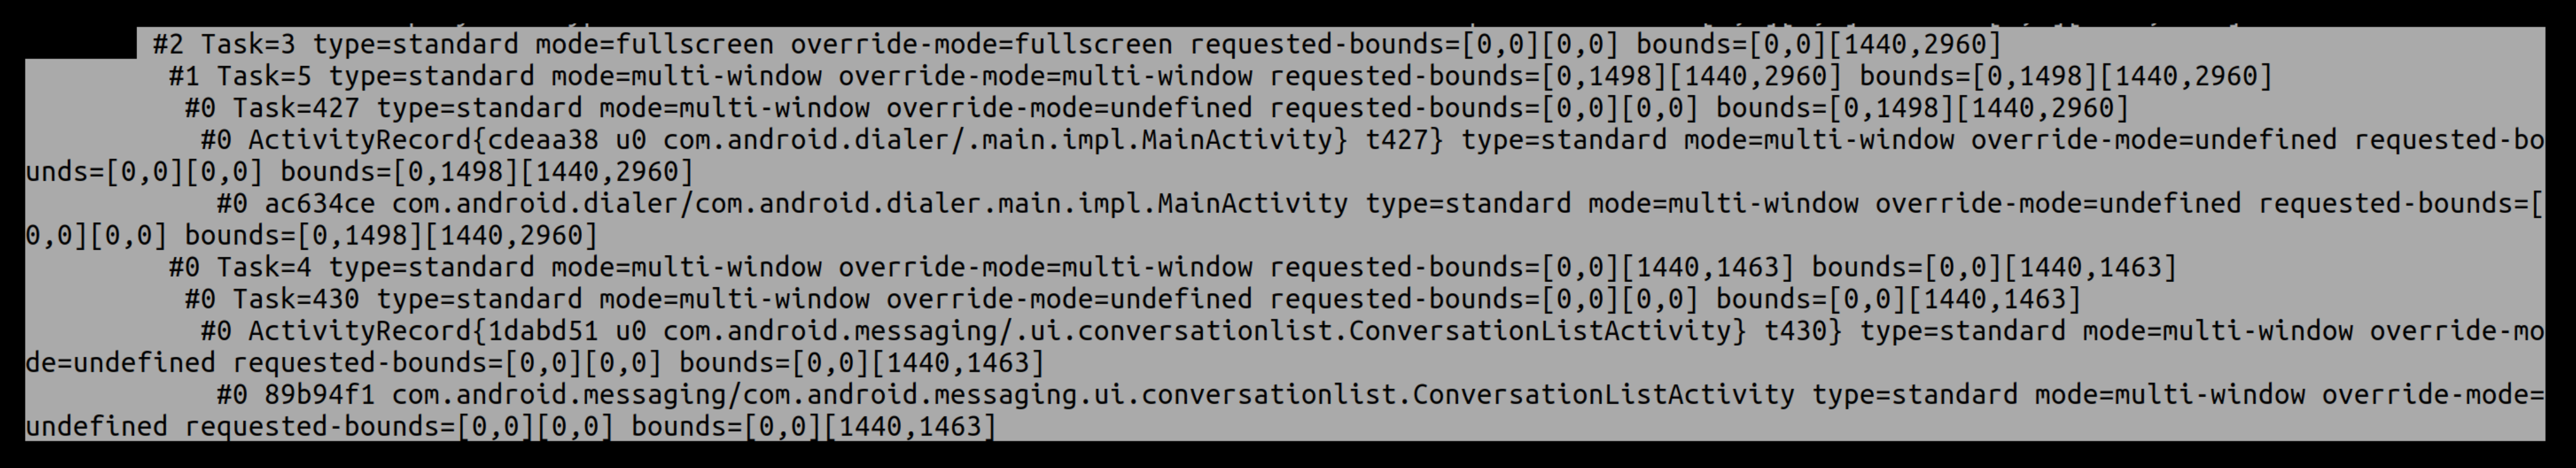 #2 Task=3 type=standard mode=fullscreen override-mode=fullscreen requested-bounds=[0,0][0,0] bounds=[0,0][1440,2960]
#1 Task=5 type=standard mode=multi-window override-mode=multi-window requested-bounds=[0,1498][1440,2960] bounds=[0,1498][1440,2960]
#0 Task=427 type=standard mode=multi-window override-mode=undefined requested-bounds=[0,0][0,0] bounds=[0,1498][1440,2960]
#0 ActivityRecord{cdeaa38 u0 com.android.dialer/.main.impl.MainActivity} t427} type=standard mode=multi-window override-mode=undefined requested-bo
unds=[0,0][0,0] bounds=[0,1498][1440,2960]
#0 ac634ce com.android.dialer/com.android.dialer.main.impl.MainActivity type=standard mode=multi-window override-mode=undefined requested-bounds=[
0,0][0,0] bounds=[0,1498][1440,2960]
#0 Task=4 type=standard mode=multi-window override-mode=multi-window requested-bounds=[0,0][1440,1463] bounds=[0,0][1440,1463]
#0 Task=430 type=standard mode=multi-window override-mode=undefined requested-bounds=[0,0][0,0] bounds=[0,0][1440,1463]
#0 ActivityRecord{1dabd51 u0 com.android.messaging/.ui.conversationlist.ConversationListActivity} t430} type=standard mode=multi-window override-mo
de=undefined requested-bounds=[0,0][0,0] bounds=[0,0][1440,1463]
#0 89b94f1 com.android.messaging/com.android.messaging.ui.conversationlist.ConversationListActivity type=standard mode=multi-window override-mode=
undefined requested-bounds=[0,0][0,0] bounds=[0,0][1440,1463]